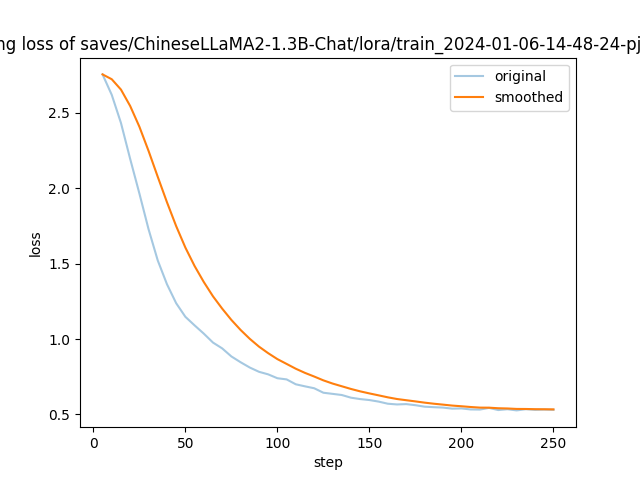 ng loss of saves/ChineseLLaMA2-1.3B-Chat/lora/train_2024-01-06-14-48-24-pj
original
smoothed
loss
2.5
2.0
1.5
1.0
0.5
0
50
100
150
200
250
step